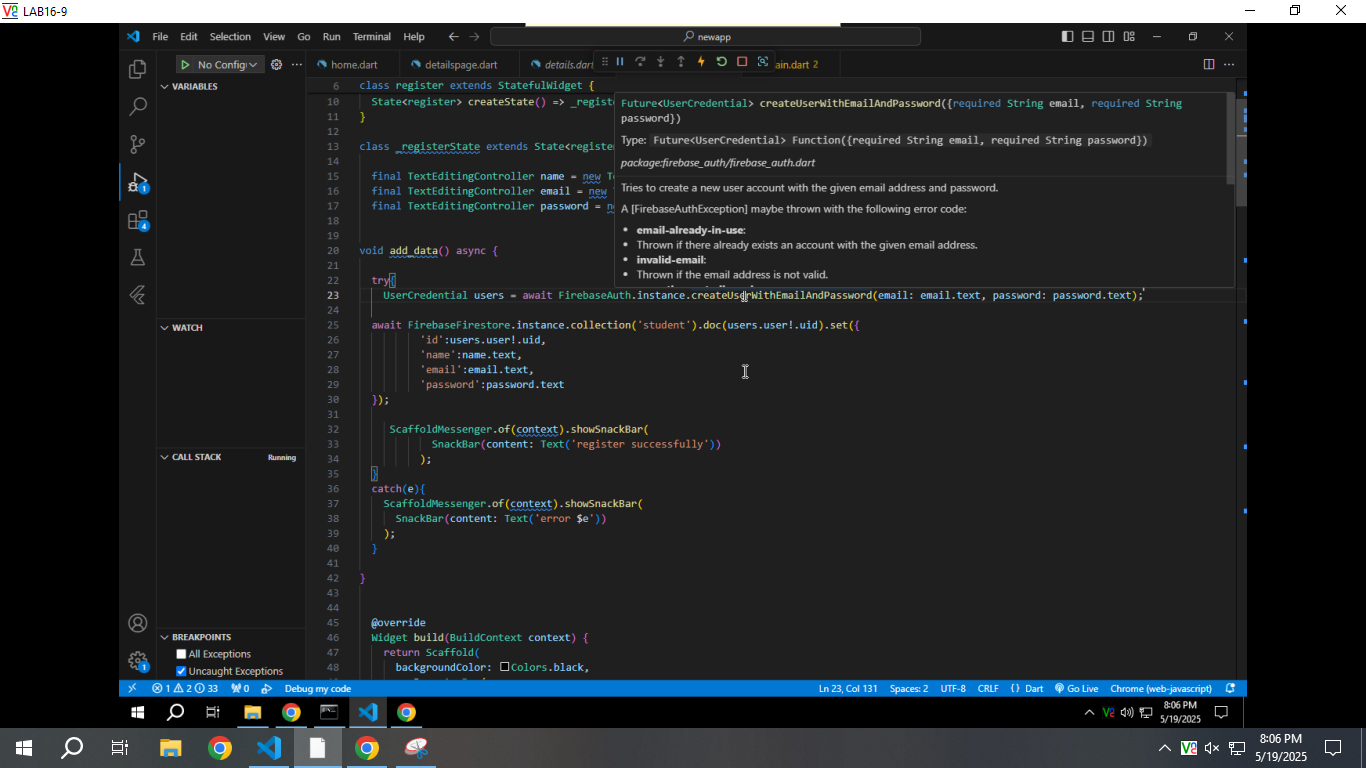 LAB16-9
File Edit Selection View Go Run Terminal Help
newapp
No Config
home.dart detailspage.dart details.dart main.dart 2
VARIABLES
WATCH
CALL STACK Running
BREAKPOINTS
All Exceptions
Uncaught Exceptions
6 class register extends StatefulWidget {
10 State<register> createState() =>
11 }
12
13 class _registerState extends
14
15 final TextEditingController name = new
16 final TextEditingController email = new
17 final TextEditingController password =
18
19
20 void add_data() async {
21
22 try{
23 UserCredential users = await FirebaseAuth.instance.createUserWithEmailAndPassword(email: email.text, password: password.text);
24
25 await FirebaseFirestore.instance.collection('student').doc(users.user!.uid).set({
26 'id':users.user!.uid,
27 'name':name.text,
28 'email':email.text,
29 'password':password.text
30 });
31
32 ScaffoldMessenger.of(context).showSnackBar(
33 SnackBar(content: Text('register successfully'))
34 );
35 }
36 catch(e){
37 ScaffoldMessenger.of(context).showSnackBar(
38 SnackBar(content: Text('error $e'))
39 );
40 }
41
42 }
43
44
45 @override
46 Widget build(BuildContext context) {
47 return Scaffold(
48 backgroundColor: Colors.black,
Future<UserCredential> createUserWithEmailAndPassword({required String email, required String
password})
Type: Future<UserCredential> Function({required String email, required String password})
package:firebase_auth/firebase_auth.dart
Tries to create a new user account with the given email address and password.
A [FirebaseAuthException] maybe thrown with the following error code:
• email-already-in-use:
• Thrown if there already exists an account with the given email address.
• invalid-email:
• Thrown if the email address is not valid.
1
4
1
1 2 33 0 Debug my code Ln 23, Col 131 Spaces: 2 UTF-8 CRLF {} Dart Go Live Chrome (web-javascript)
8:06 PM
5/19/2025
8:06 PM
5/19/2025